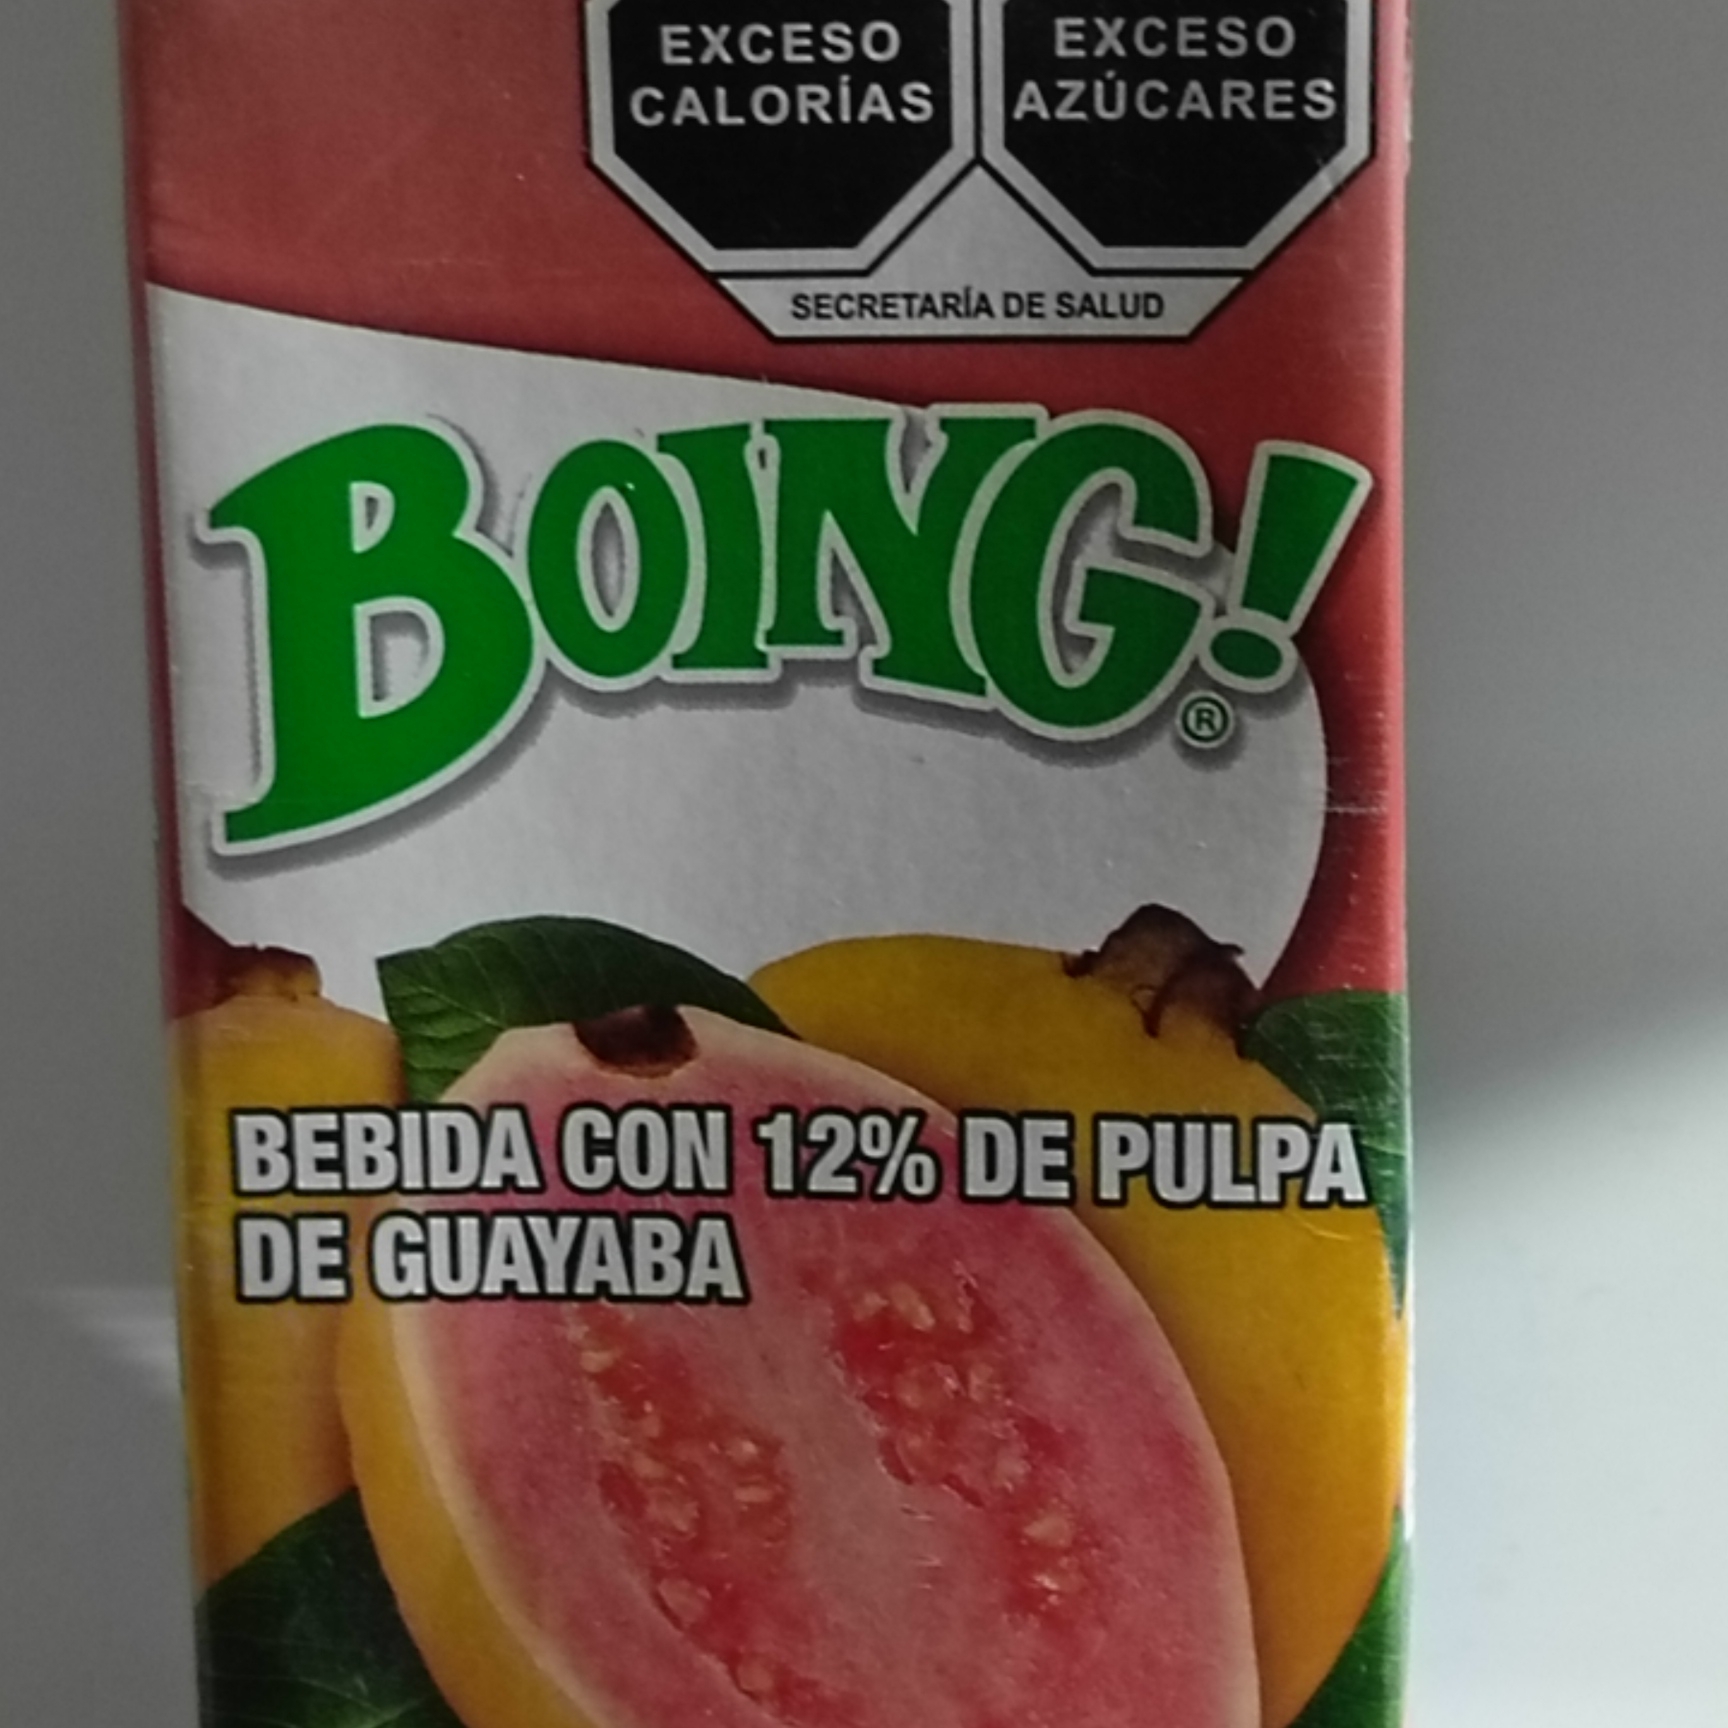 EXCESO
CALORÍAS
EXCESO
AZÚCARES
SECRETARÍA DE SALUD
BOING!
®
BEBIDA CON 12% DE PULPA
DE GUAYABA